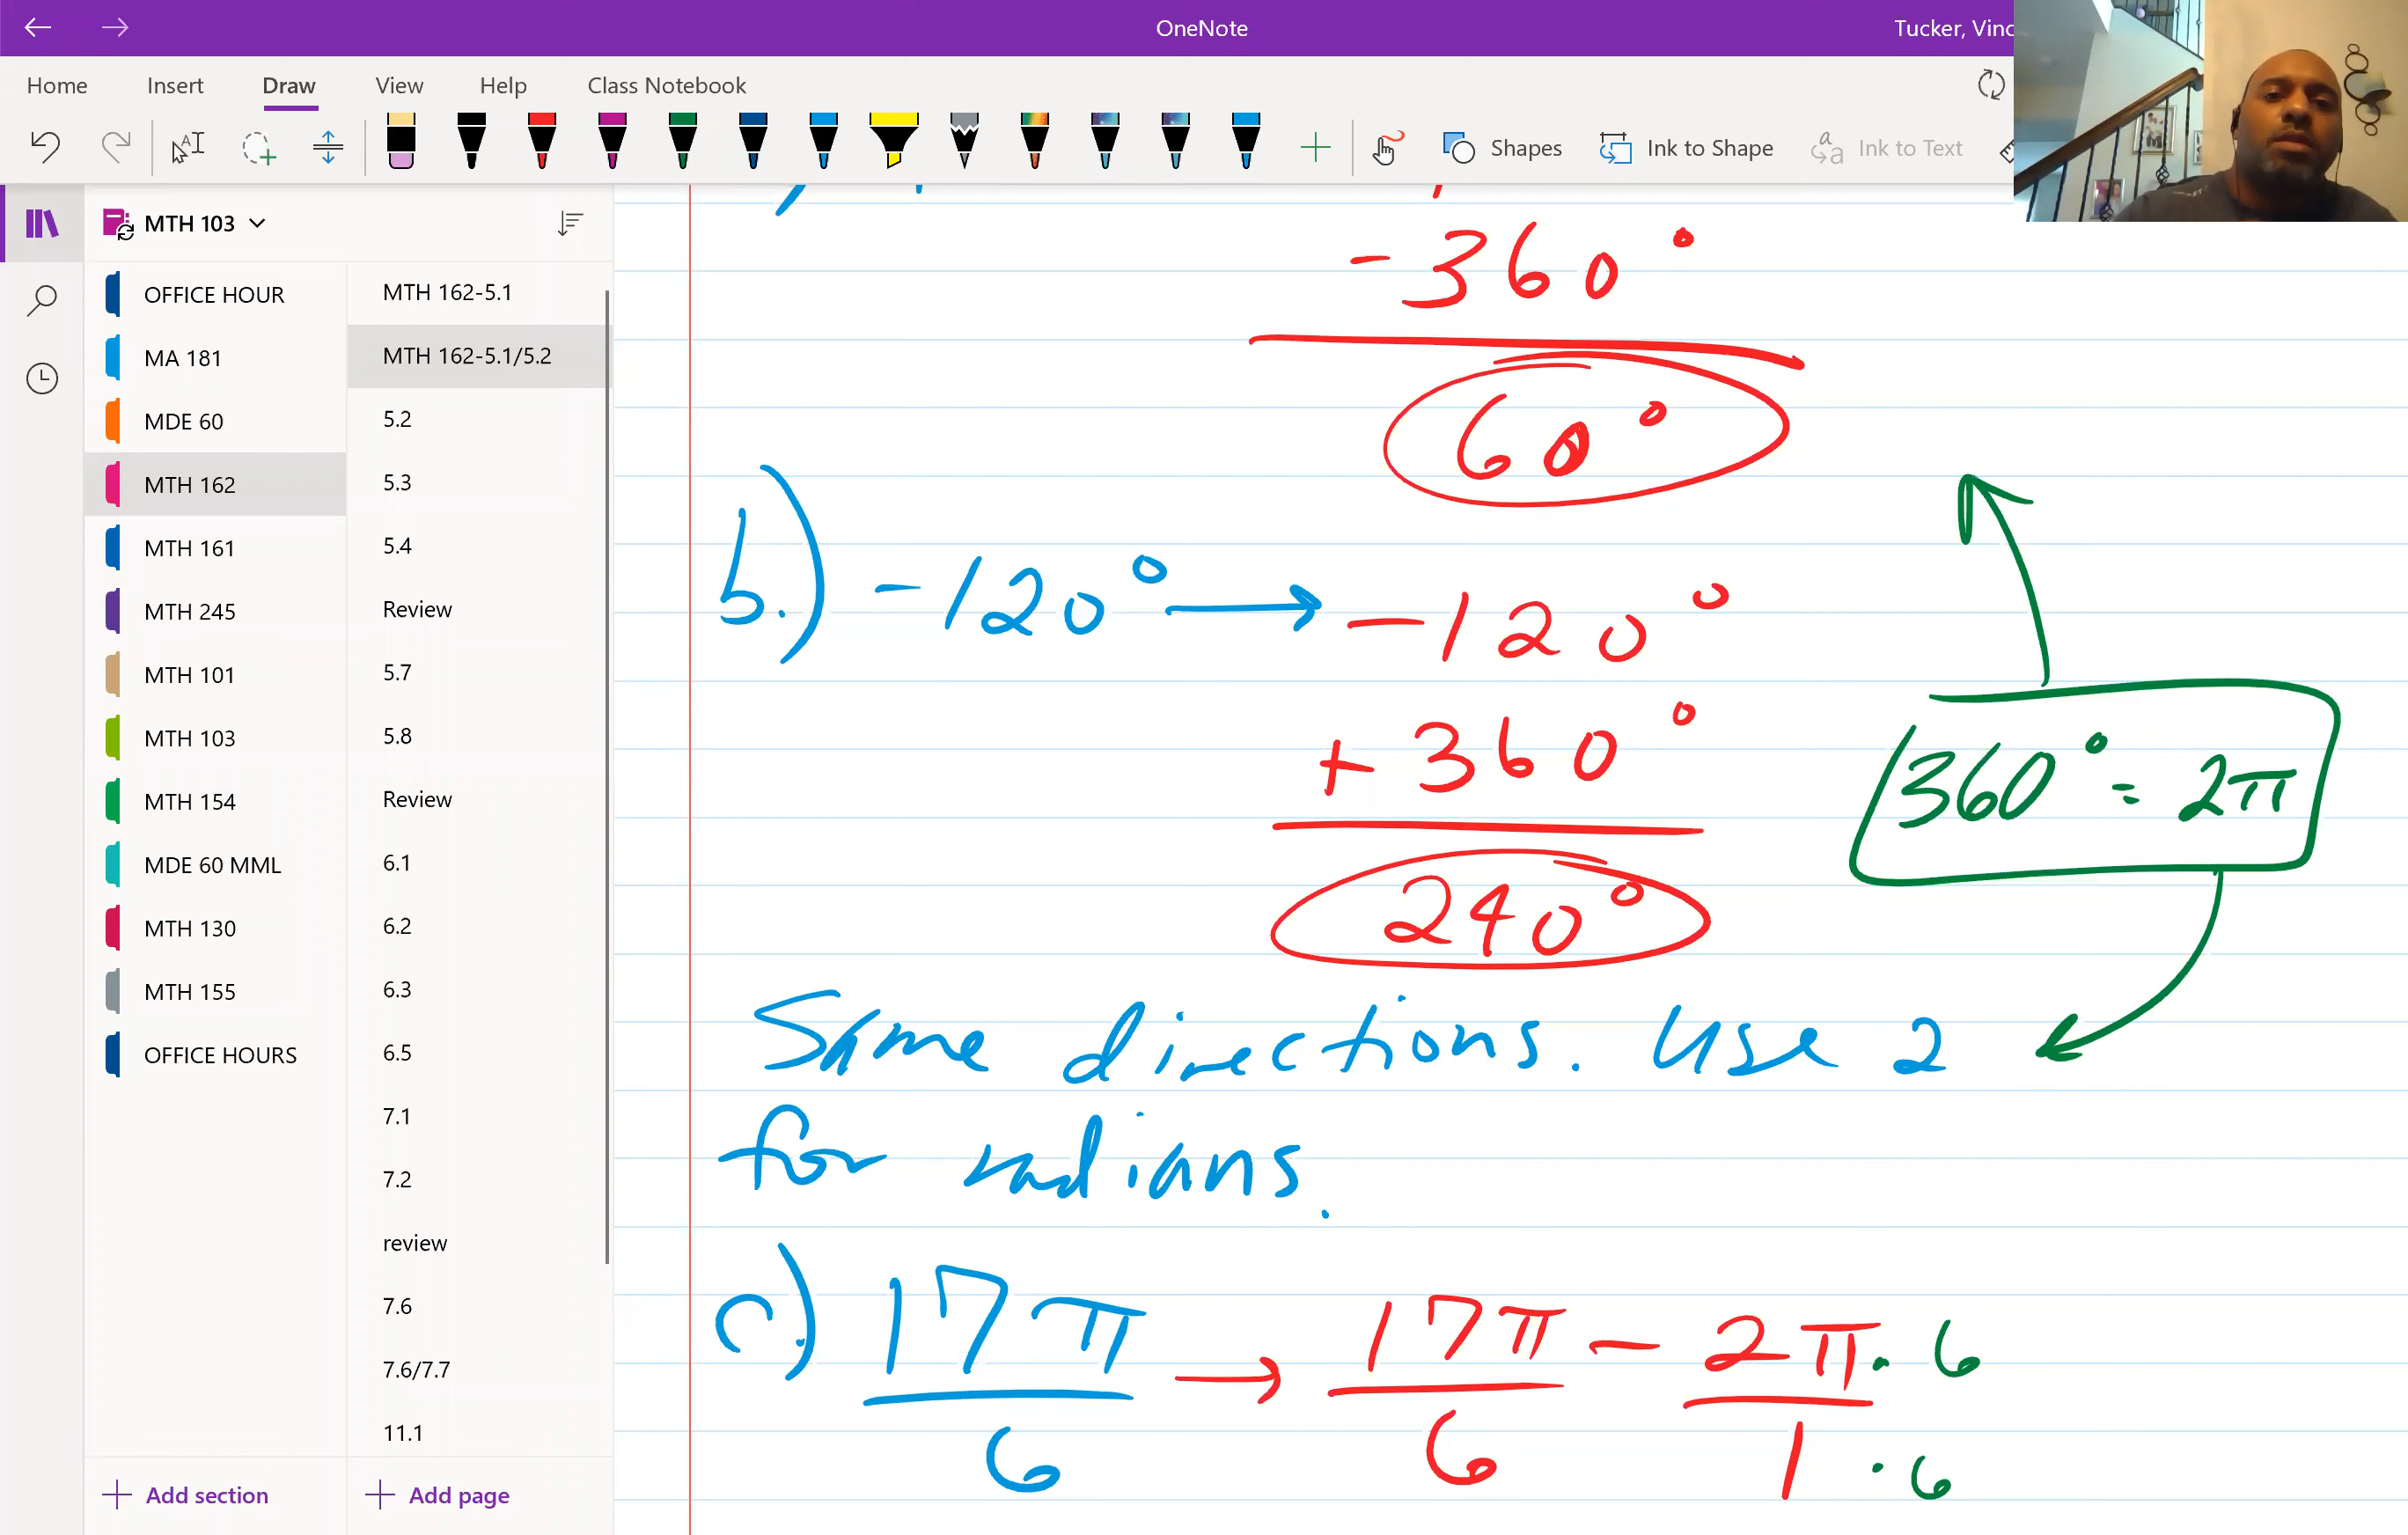 OneNote
Tucker, Vinc
Home Insert Draw View Help Class Notebook
Shapes Ink to Shape Ink to Text
MTH 103
OFFICE HOUR
MA 181
MDE 60
MTH 162
MTH 161
MTH 245
MTH 101
MTH 103
MTH 154
MDE 60 MML
MTH 130
MTH 155
OFFICE HOURS
Add section
MTH 162-5.1
MTH 162-5.1/5.2
5.2
5.3
5.4
Review
5.7
5.8
Review
6.1
6.2
6.3
6.5
7.1
7.2
review
7.6
7.6/7.7
11.1
Add page
- 360°
60°
b.) -120° → -120°
+ 360°
240°
360° = 2π
Same directions. Use 2
for radians.
c.) 17π/6 → 17π/6 - 2π/1 · 6
· 6